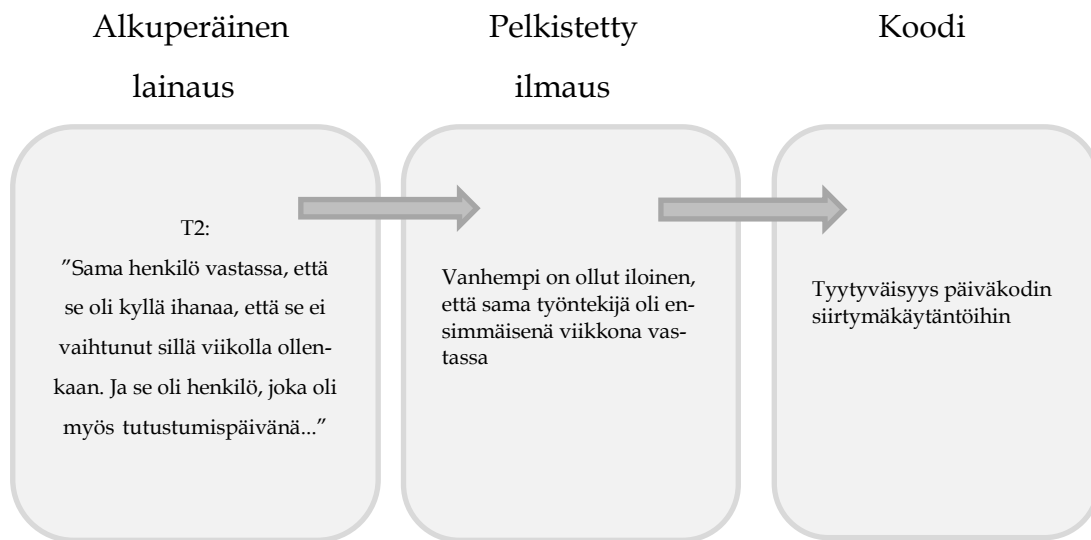 Alkuperäinen
lainaus
Pelkistetty
ilmaus
Koodi
T2:
”Sama henkilö vastassa, että
se oli kyllä ihanaa, että se ei
vaihtunut sillä viikolla ollen-
kaan. Ja se oli henkilö, joka oli
myös tutustumispäivänä...”
Vanhempi on ollut iloinen,
että sama työntekijä oli en-
simmäisenä viikkona vas-
tassa
Tyytyväisyys päiväkodin
siirtymäkäytäntöihin